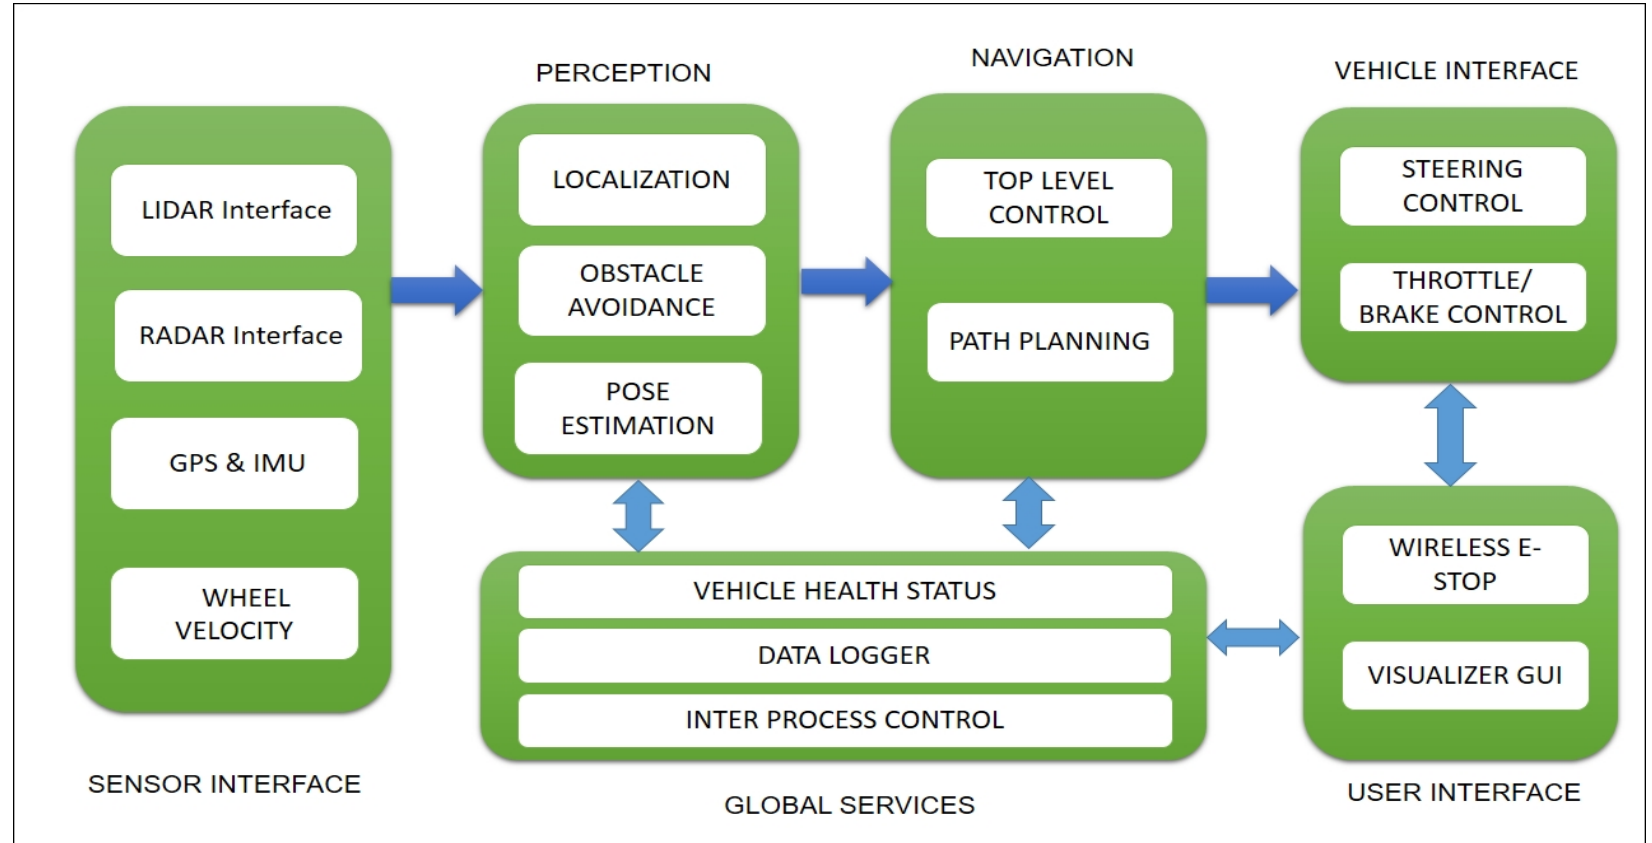 PERCEPTION
NAVIGATION
VEHICLE INTERFACE
LIDAR Interface
RADAR Interface
GPS & IMU
WHEEL
VELOCITY
SENSOR INTERFACE
LOCALIZATION
OBSTACLE
AVOIDANCE
POSE
ESTIMATION
TOP LEVEL
CONTROL
PATH PLANNING
STEERING
CONTROL
THROTTLE/
BRAKE CONTROL
VEHICLE HEALTH STATUS
DATA LOGGER
INTER PROCESS CONTROL
GLOBAL SERVICES
WIRELESS E-
STOP
VISUALIZER GUI
USER INTERFACE